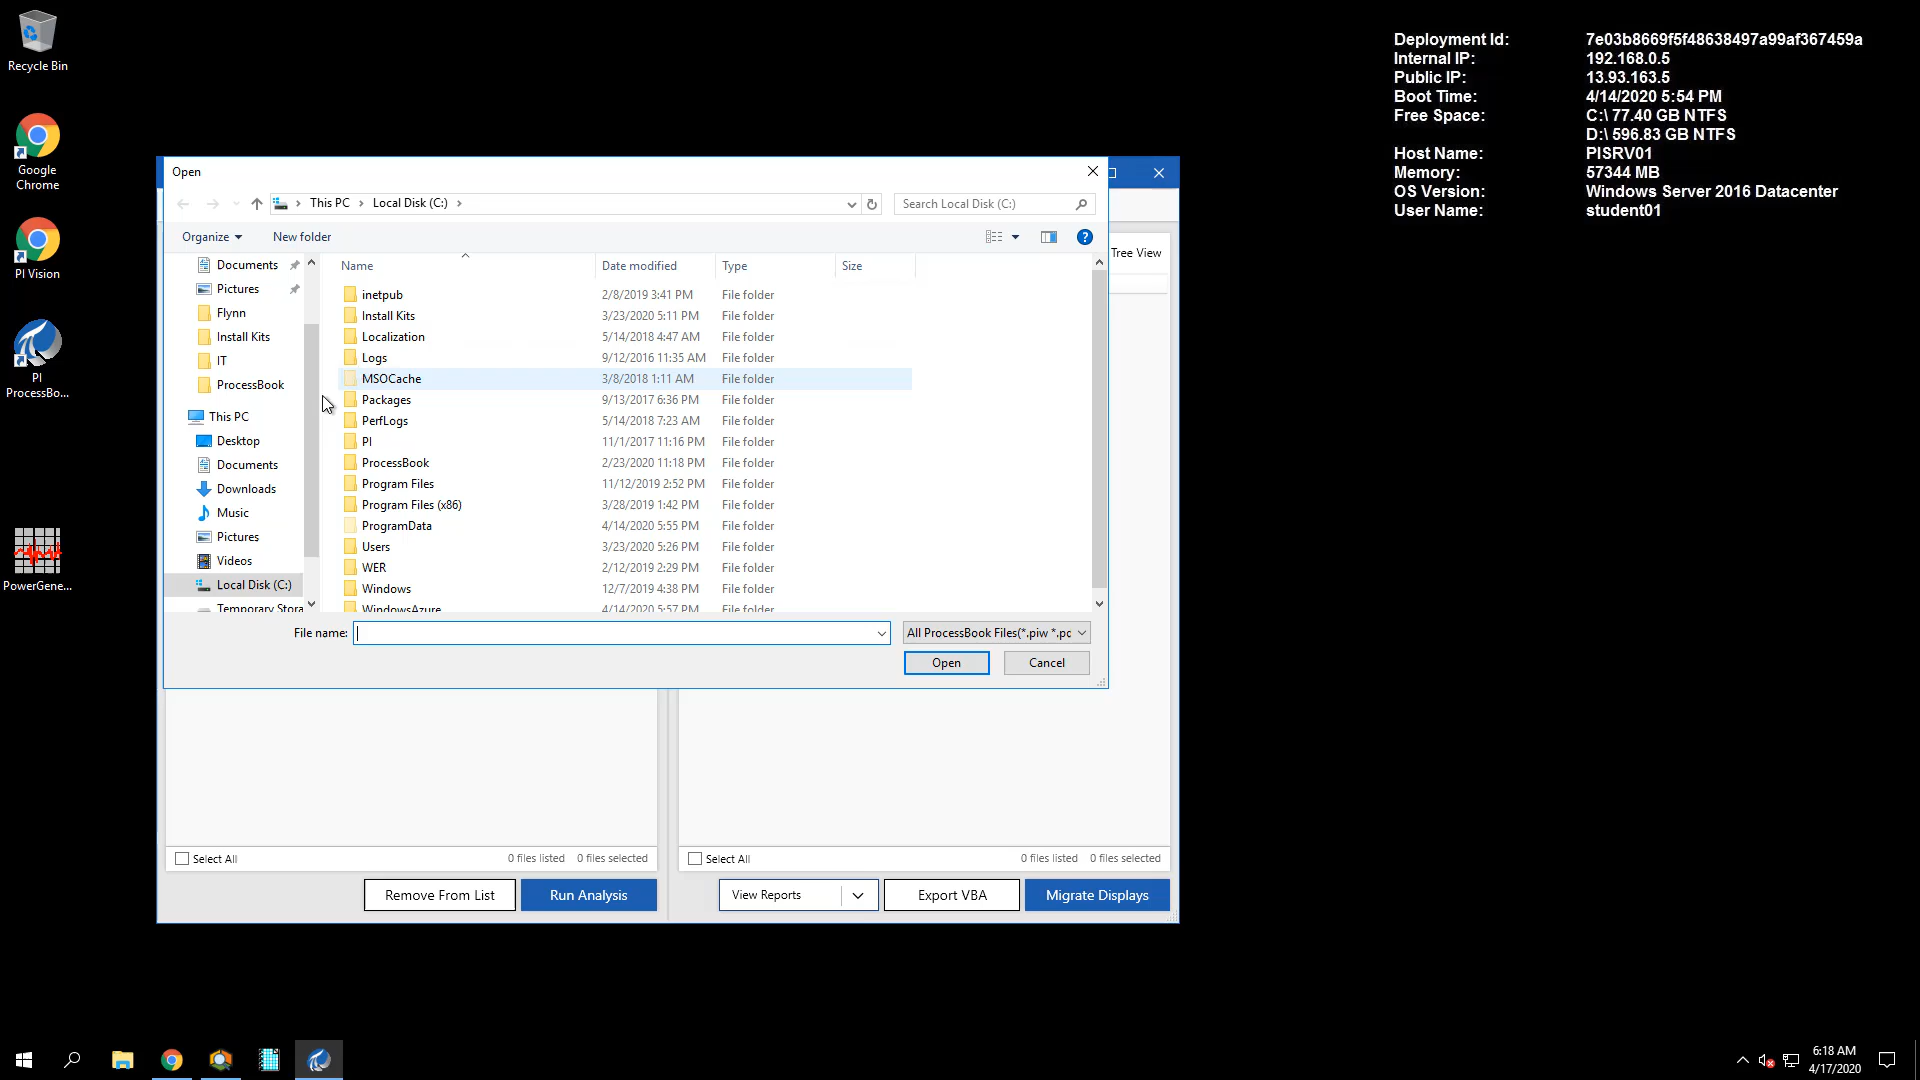 Recycle Bin
Google
Chrome
PI Vision
PI
ProcessBo...
PowerGene...
Deployment Id: 7e03b8669f5f48638497a99af367459a
Internal IP: 192.168.0.5
Public IP: 13.93.163.5
Boot Time: 4/14/2020 5:54 PM
Free Space: C:\ 77.40 GB NTFS
D:\ 596.83 GB NTFS
Host Name: PISRV01
Memory: 57344 MB
OS Version: Windows Server 2016 Datacenter
User Name: student01
Open
This PC > Local Disk (C:) >
Search Local Disk (C:)
Organize
New folder
Tree View
Documents
Pictures
Flynn
Install Kits
IT
ProcessBook
This PC
Desktop
Documents
Downloads
Music
Pictures
Videos
Local Disk (C:)
Temporary Stora
Name Date modified Type Size
inetpub 2/8/2019 3:41 PM File folder
Install Kits 3/23/2020 5:11 PM File folder
Localization 5/14/2018 4:47 AM File folder
Logs 9/12/2016 11:35 AM File folder
MSOCache 3/8/2018 1:11 AM File folder
Packages 9/13/2017 6:36 PM File folder
PerfLogs 5/14/2018 7:23 AM File folder
PI 11/1/2017 11:16 PM File folder
ProcessBook 2/23/2020 11:18 PM File folder
Program Files 11/12/2019 2:52 PM File folder
Program Files (x86) 3/28/2019 1:42 PM File folder
ProgramData 4/14/2020 5:55 PM File folder
Users 3/23/2020 5:26 PM File folder
WER 2/12/2019 2:29 PM File folder
Windows 12/7/2019 4:38 PM File folder
WindowsAzure 4/14/2020 5:57 PM File folder
File name:
All ProcessBook Files(*.piw *.pc
Open
Cancel
Select All 0 files listed 0 files selected
Select All 0 files listed 0 files selected
Remove From List
Run Analysis
View Reports
Export VBA
Migrate Displays
6:18 AM
4/17/2020